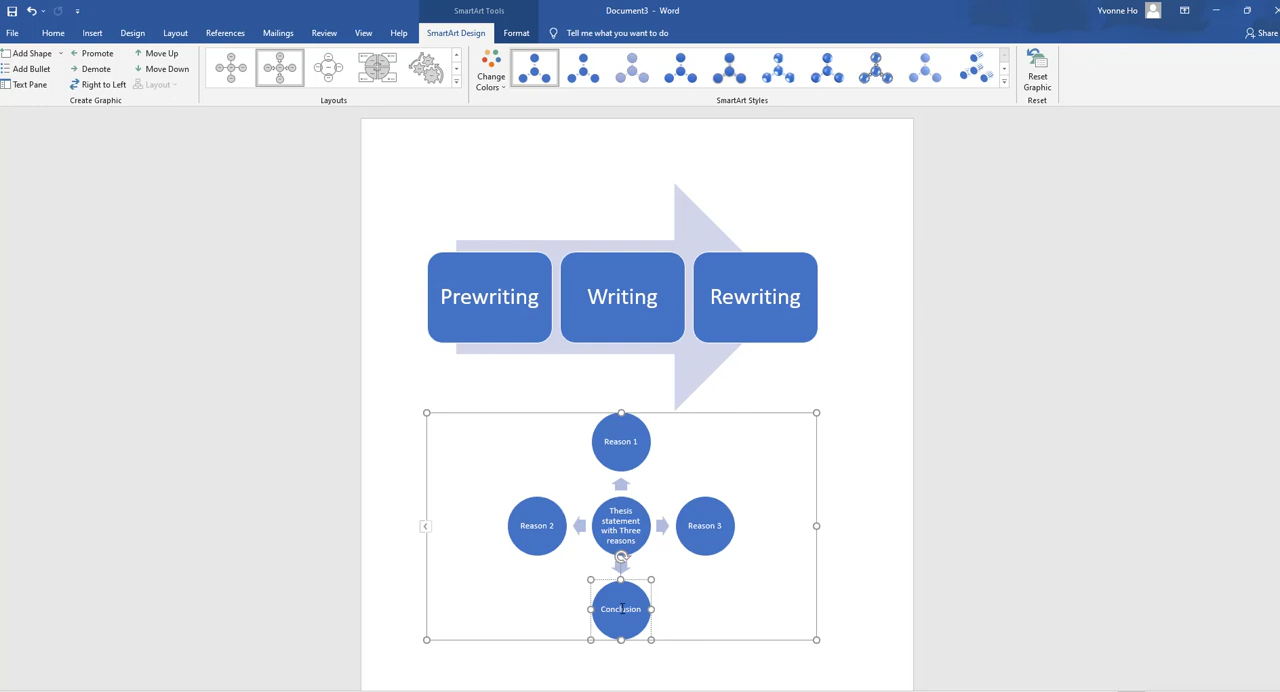 SmartArt Tools
Document3 - Word
Yvonne Ho
File Home Insert Design Layout References Mailings Review View Help SmartArt Design Format Tell me what you want to do Share
Add Shape Promote Move Up
Add Bullet Demote Move Down
Text Pane Right to Left Layout
Create Graphic
Layouts
Change
Colors
SmartArt Styles
Reset
Graphic
Reset
Prewriting Writing Rewriting
Reason 1
Reason 2
Thesis
statement
with Three
reasons
Reason 3
Conclusion